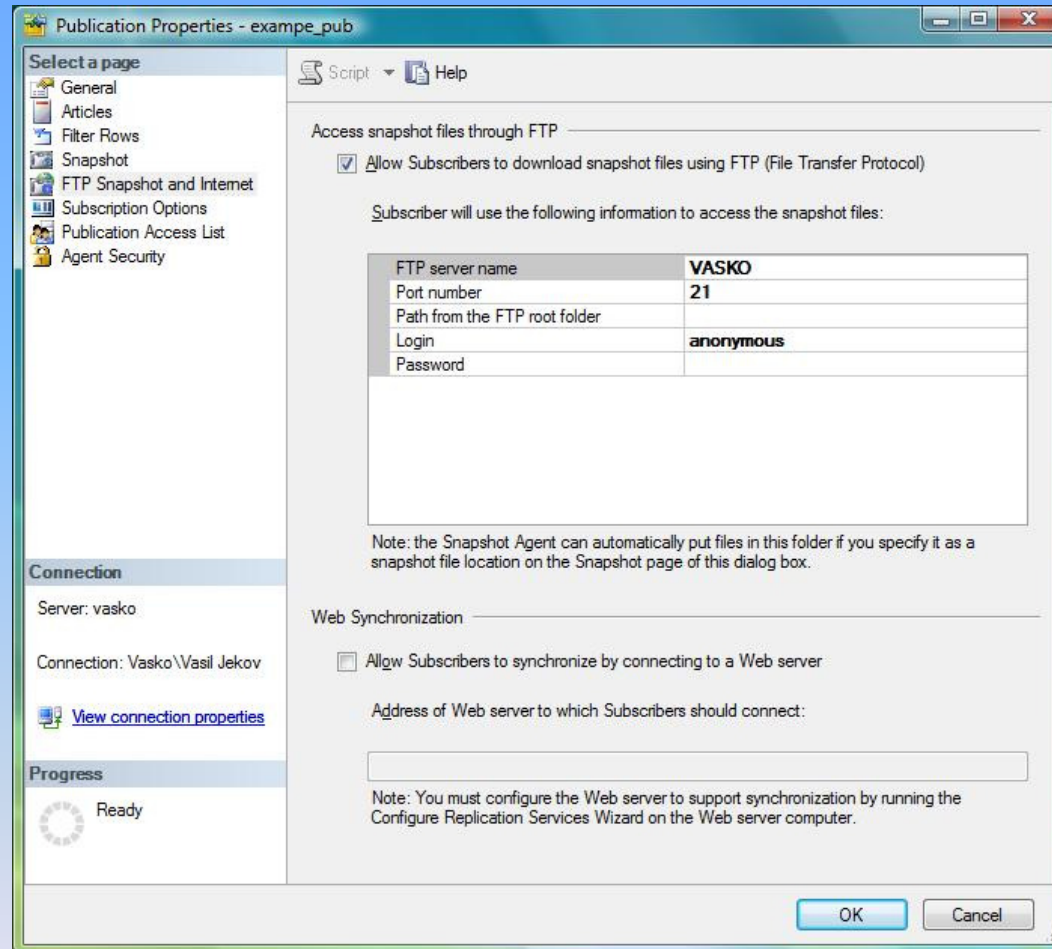 Publication Properties - exampe_pub
Select a page
General
Articles
Filter Rows
Snapshot
FTP Snapshot and Internet
Subscription Options
Publication Access List
Agent Security
Connection
Server: vasko
Connection: Vasko\Vasil Jekov
View connection properties
Progress
Ready
Script
Help
Access snapshot files through FTP
Allow Subscribers to download snapshot files using FTP (File Transfer Protocol)
Subscriber will use the following information to access the snapshot files:
FTP server name VASKO
Port number 21
Path from the FTP root folder
Login anonymous
Password
Note: the Snapshot Agent can automatically put files in this folder if you specify it as a
snapshot file location on the Snapshot page of this dialog box.
Web Synchronization
Allow Subscribers to synchronize by connecting to a Web server
Address of Web server to which Subscribers should connect:
Note: You must configure the Web server to support synchronization by running the
Configure Replication Services Wizard on the Web server computer.
OK
Cancel